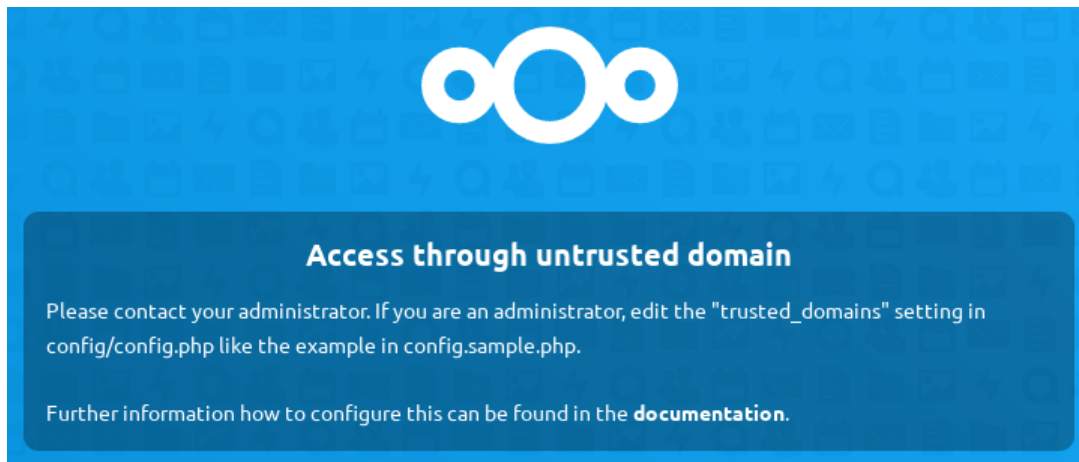 Access through untrusted domain
Please contact your administrator. If you are an administrator, edit the "trusted_domains" setting in
config/config.php like the example in config.sample.php.
Further information how to configure this can be found in the documentation.